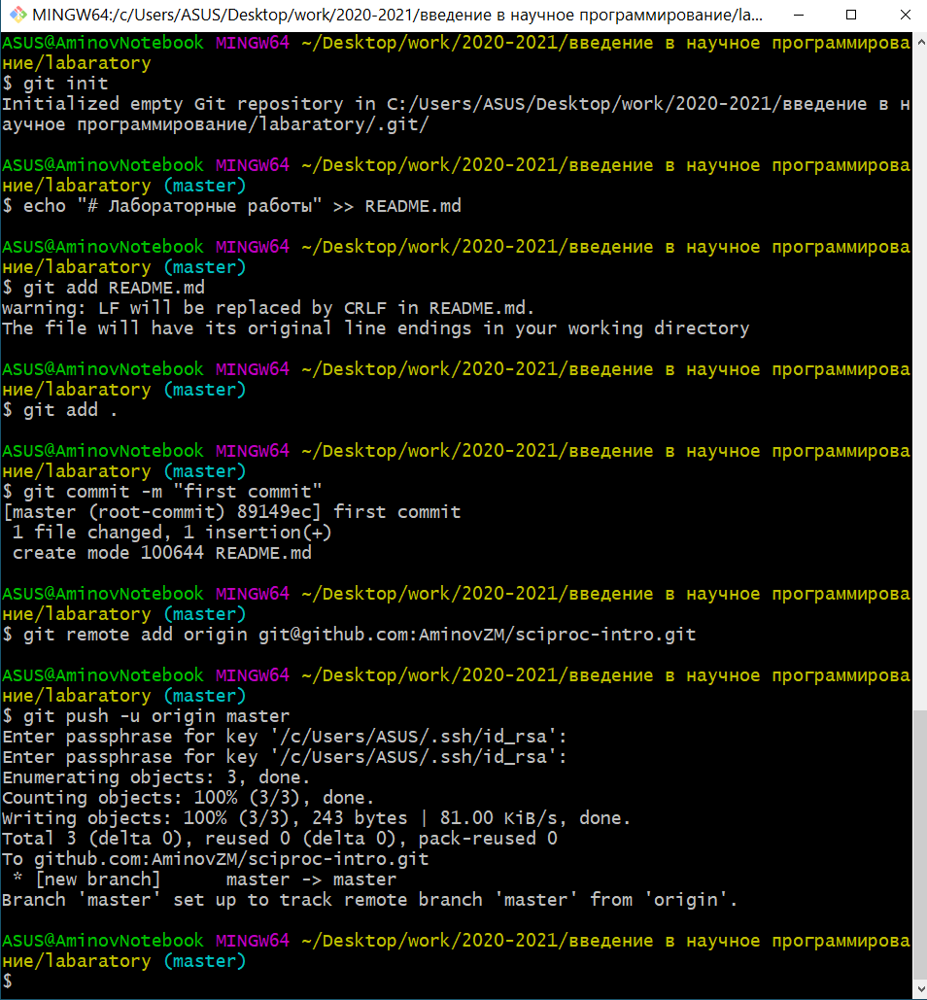 MINGW64:/c/Users/ASUS/Desktop/work/2020-2021/введение в научное программирование/la...
ASUS@AminovNotebook MINGW64 ~/Desktop/work/2020-2021/введение в научное программирова
ние/labaratory
$ git init
Initialized empty Git repository in C:/Users/ASUS/Desktop/work/2020-2021/введение в н
аучное программирование/labaratory/.git/
ASUS@AminovNotebook MINGW64 ~/Desktop/work/2020-2021/введение в научное программирова
ние/labaratory (master)
$ echo "# Лабораторные работы" >> README.md
ASUS@AminovNotebook MINGW64 ~/Desktop/work/2020-2021/введение в научное программирова
ние/labaratory (master)
$ git add README.md
warning: LF will be replaced by CRLF in README.md.
The file will have its original line endings in your working directory
ASUS@AminovNotebook MINGW64 ~/Desktop/work/2020-2021/введение в научное программирова
ние/labaratory (master)
$ git add .
ASUS@AminovNotebook MINGW64 ~/Desktop/work/2020-2021/введение в научное программирова
ние/labaratory (master)
$ git commit -m "first commit"
[master (root-commit) 89149ec] first commit
1 file changed, 1 insertion(+)
create mode 100644 README.md
ASUS@AminovNotebook MINGW64 ~/Desktop/work/2020-2021/введение в научное программирова
ние/labaratory (master)
$ git remote add origin git@github.com:AminovZM/sciproc-intro.git
ASUS@AminovNotebook MINGW64 ~/Desktop/work/2020-2021/введение в научное программирова
ние/labaratory (master)
$ git push -u origin master
Enter passphrase for key '/c/Users/ASUS/.ssh/id_rsa':
Enter passphrase for key '/c/Users/ASUS/.ssh/id_rsa':
Enumerating objects: 3, done.
Counting objects: 100% (3/3), done.
Writing objects: 100% (3/3), 243 bytes | 81.00 KiB/s, done.
Total 3 (delta 0), reused 0 (delta 0), pack-reused 0
To github.com:AminovZM/sciproc-intro.git
* [new branch]      master -> master
Branch 'master' set up to track remote branch 'master' from 'origin'.
ASUS@AminovNotebook MINGW64 ~/Desktop/work/2020-2021/введение в научное программирова
ние/labaratory (master)
$